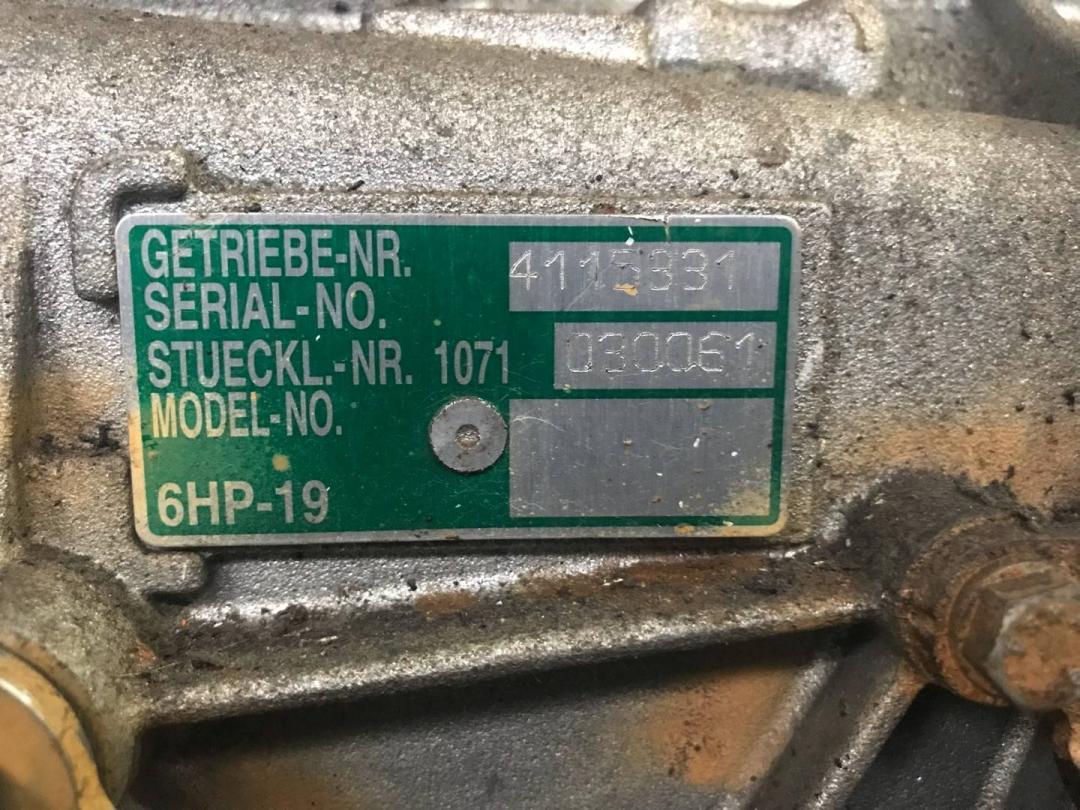 GETRIEBE-NR. 4115331
SERIAL-NO.
STUECKL.-NR. 1071 030061
MODEL-NO.
6HP-19